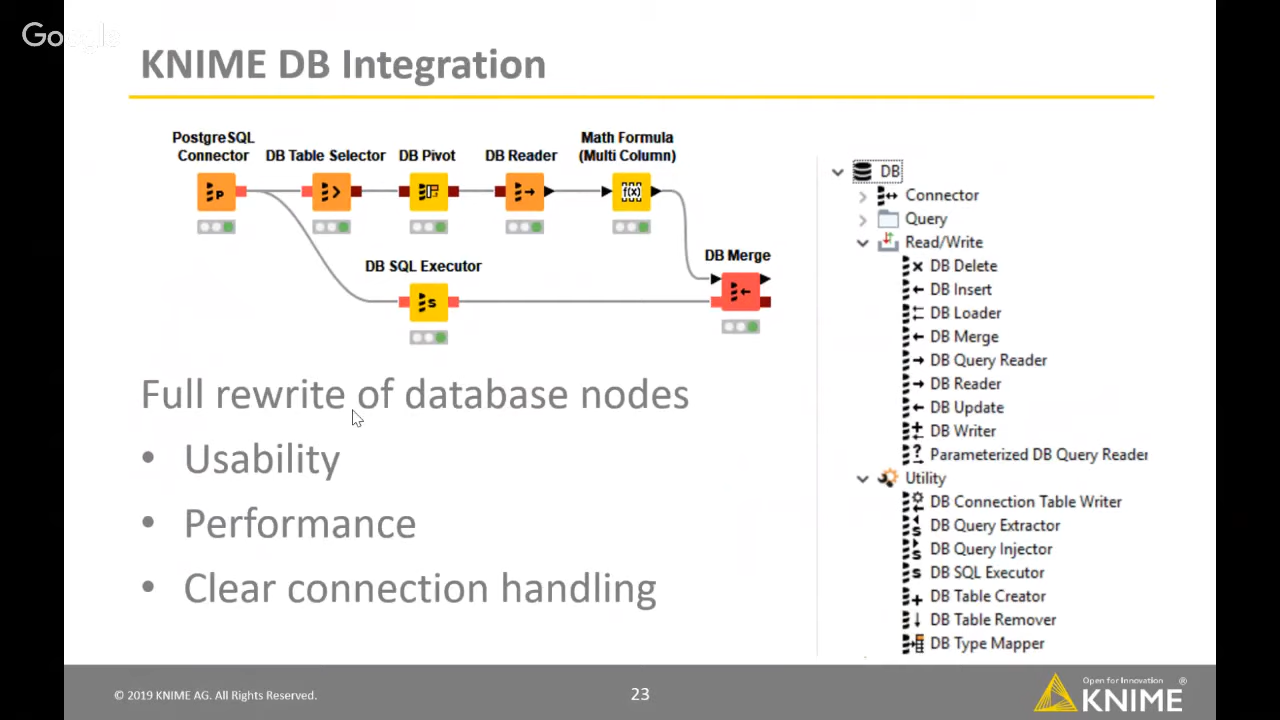 Google
KNIME DB Integration
PostgreSQL
Connector
DB Table Selector
DB Pivot
DB Reader
Math Formula
(Multi Column)
P
f(x)
DB SQL Executor
S
DB Merge
Full rewrite of database nodes
• Usability
• Performance
• Clear connection handling
DB
Connector
Query
Read/Write
DB Delete
DB Insert
DB Loader
DB Merge
DB Query Reader
DB Reader
DB Update
DB Writer
Parameterized DB Query Reader
Utility
DB Connection Table Writer
DB Query Extractor
DB Query Injector
DB SQL Executor
DB Table Creator
DB Table Remover
DB Type Mapper
© 2019 KNIME AG. All Rights Reserved.
23
Open for Innovation ®
KNIME